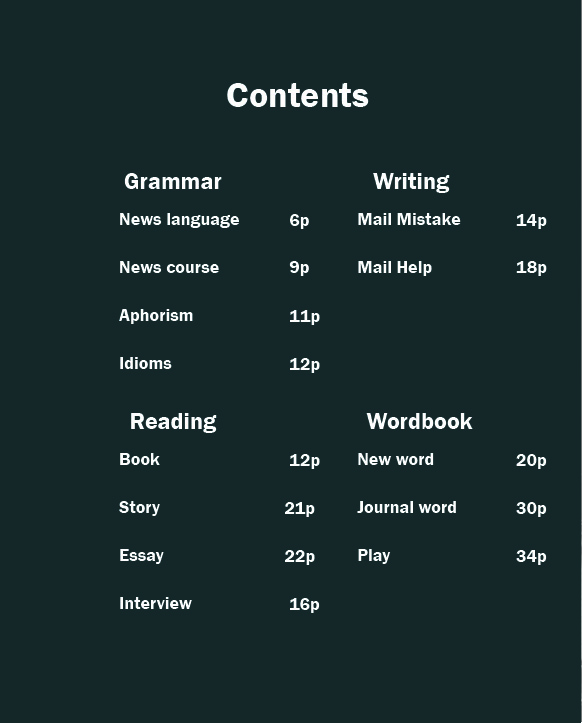 Contents
Grammar
News language 6p
News course 9p
Aphorism 11p
Idioms 12p
Writing
Mail Mistake 14p
Mail Help 18p
Reading
Book 12p
Story 21p
Essay 22p
Interview 16p
Wordbook
New word 20p
Journal word 30p
Play 34p